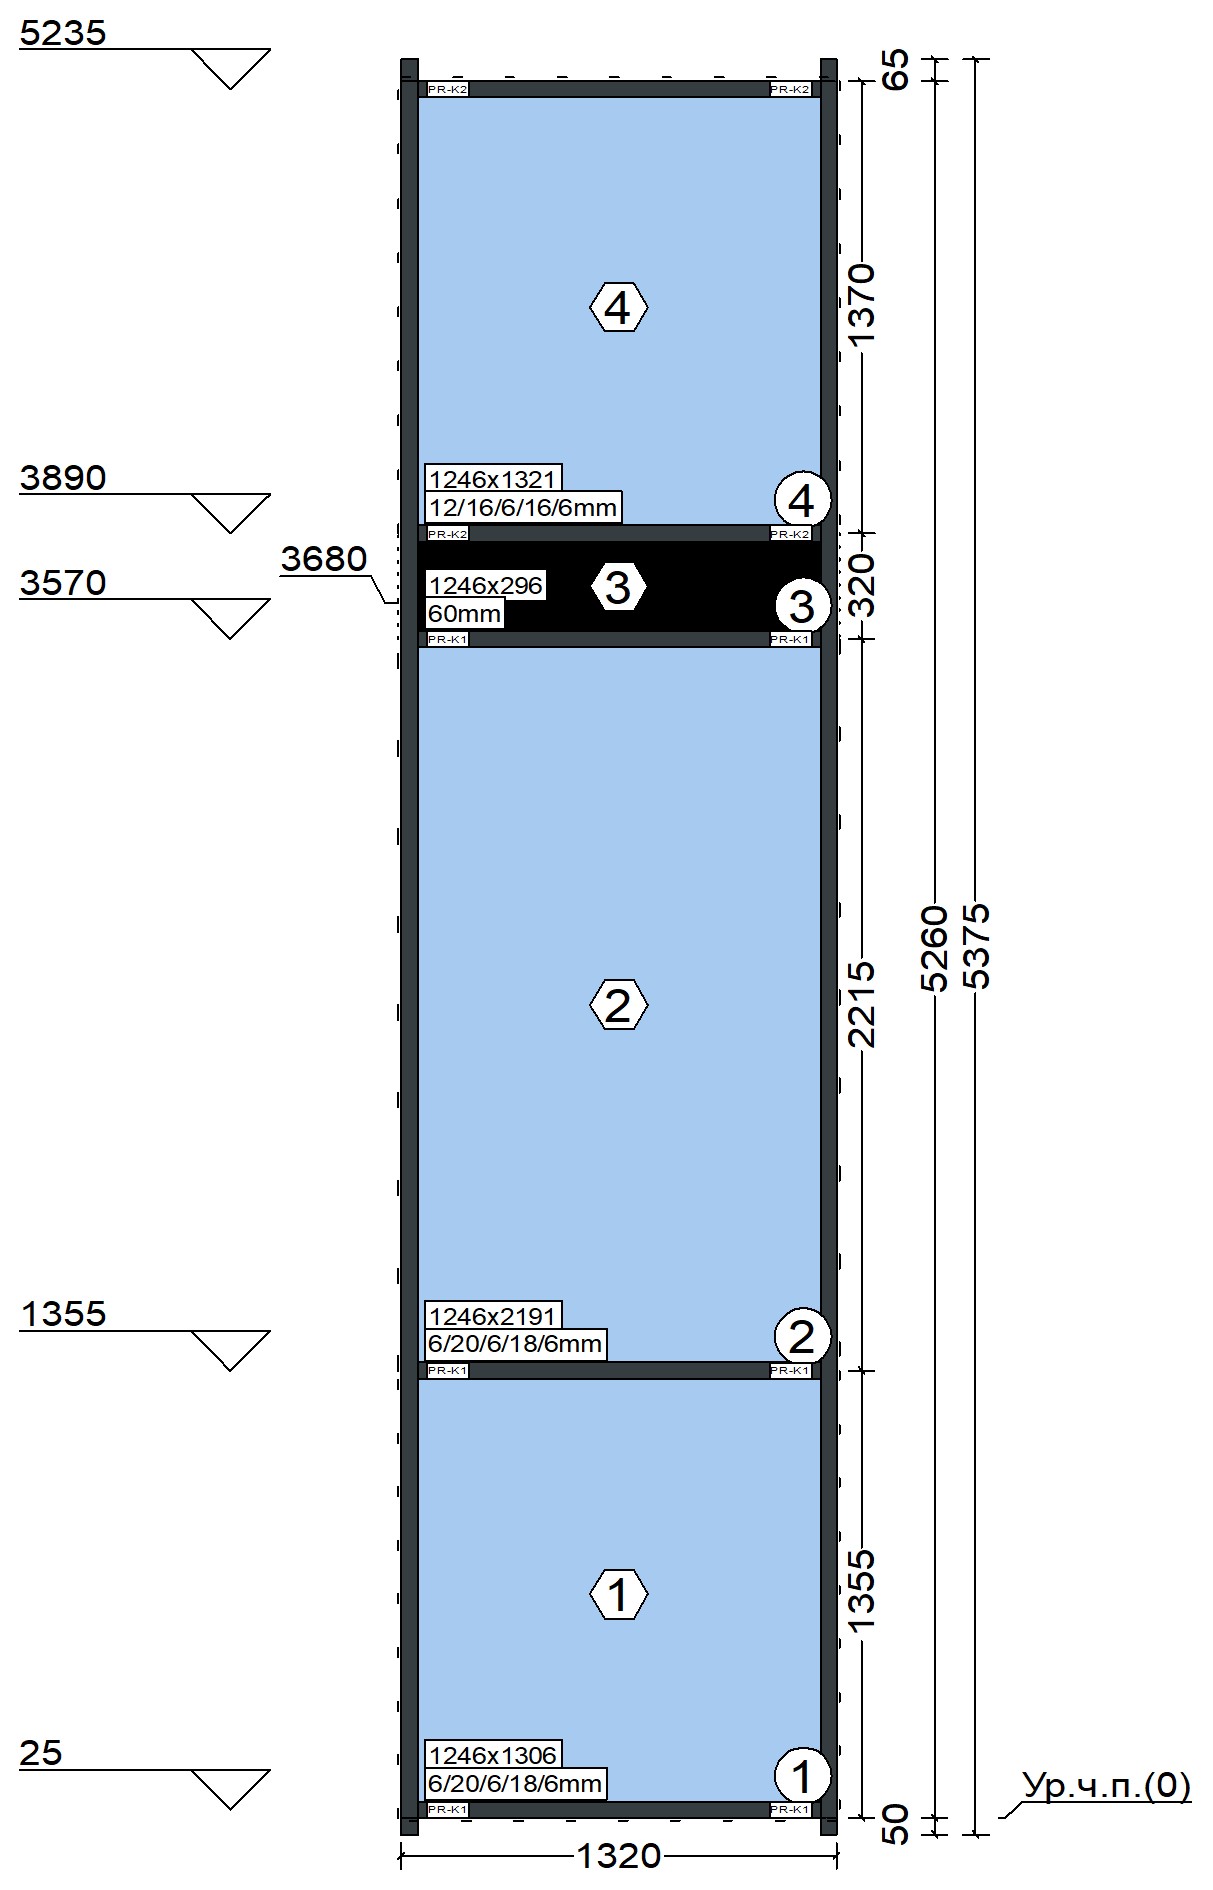 5235
65
PR-K2 PR-K2
4
1370
3890
1246x1321
12/16/6/16/6mm
4
PR-K2 PR-K2
3680
3570
1246x296
60mm
3
3
320
PR-K1 PR-K1
2
2215
5260
5375
1355
1246x2191
6/20/6/18/6mm
2
PR-K1 PR-K1
1
1355
25
1246x1306
6/20/6/18/6mm
1
PR-K1 PR-K1
50
Ур.ч.п.(0)
1320